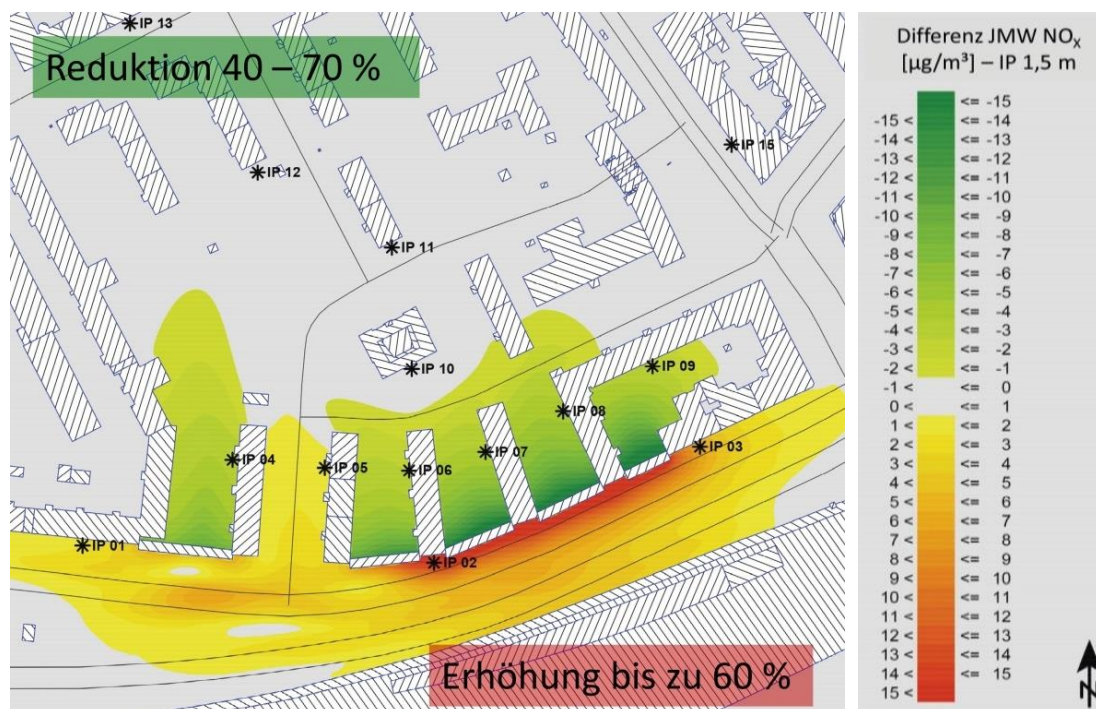 IP 13
Reduktion 40 – 70 %
IP 15
IP 12
IP 11
IP 10
IP 09
IP 08
IP 03
IP 07
IP 04
IP 05
IP 06
IP 01
IP 02
Erhöhung bis zu 60 %
Differenz JMW NOₓ
[µg/m³] – IP 1,5 m
<= -15
-15 < <= -14
-14 < <= -13
-13 < <= -12
-12 < <= -11
-11 < <= -10
-10 < <= -9
-9 < <= -8
-8 < <= -7
-7 < <= -6
-6 < <= -5
-5 < <= -4
-4 < <= -3
-3 < <= -2
-2 < <= -1
-1 < <= 0
0 < <= 1
1 < <= 2
2 < <= 3
3 < <= 4
4 < <= 5
5 < <= 6
6 < <= 7
7 < <= 8
8 < <= 9
9 < <= 10
10 < <= 11
11 < <= 12
12 < <= 13
13 < <= 14
14 < <= 15
15 <
N